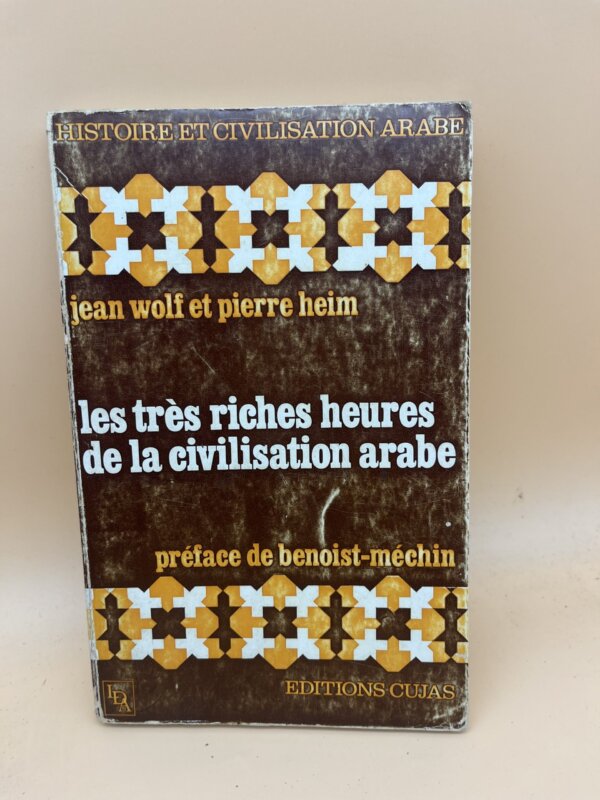 HISTOIRE ET CIVILISATION ARABE
jean wolf et pierre heim
les très riches heures
de la civilisation arabe
préface de benoist-méchin
EDITIONS CUJAS
LDA